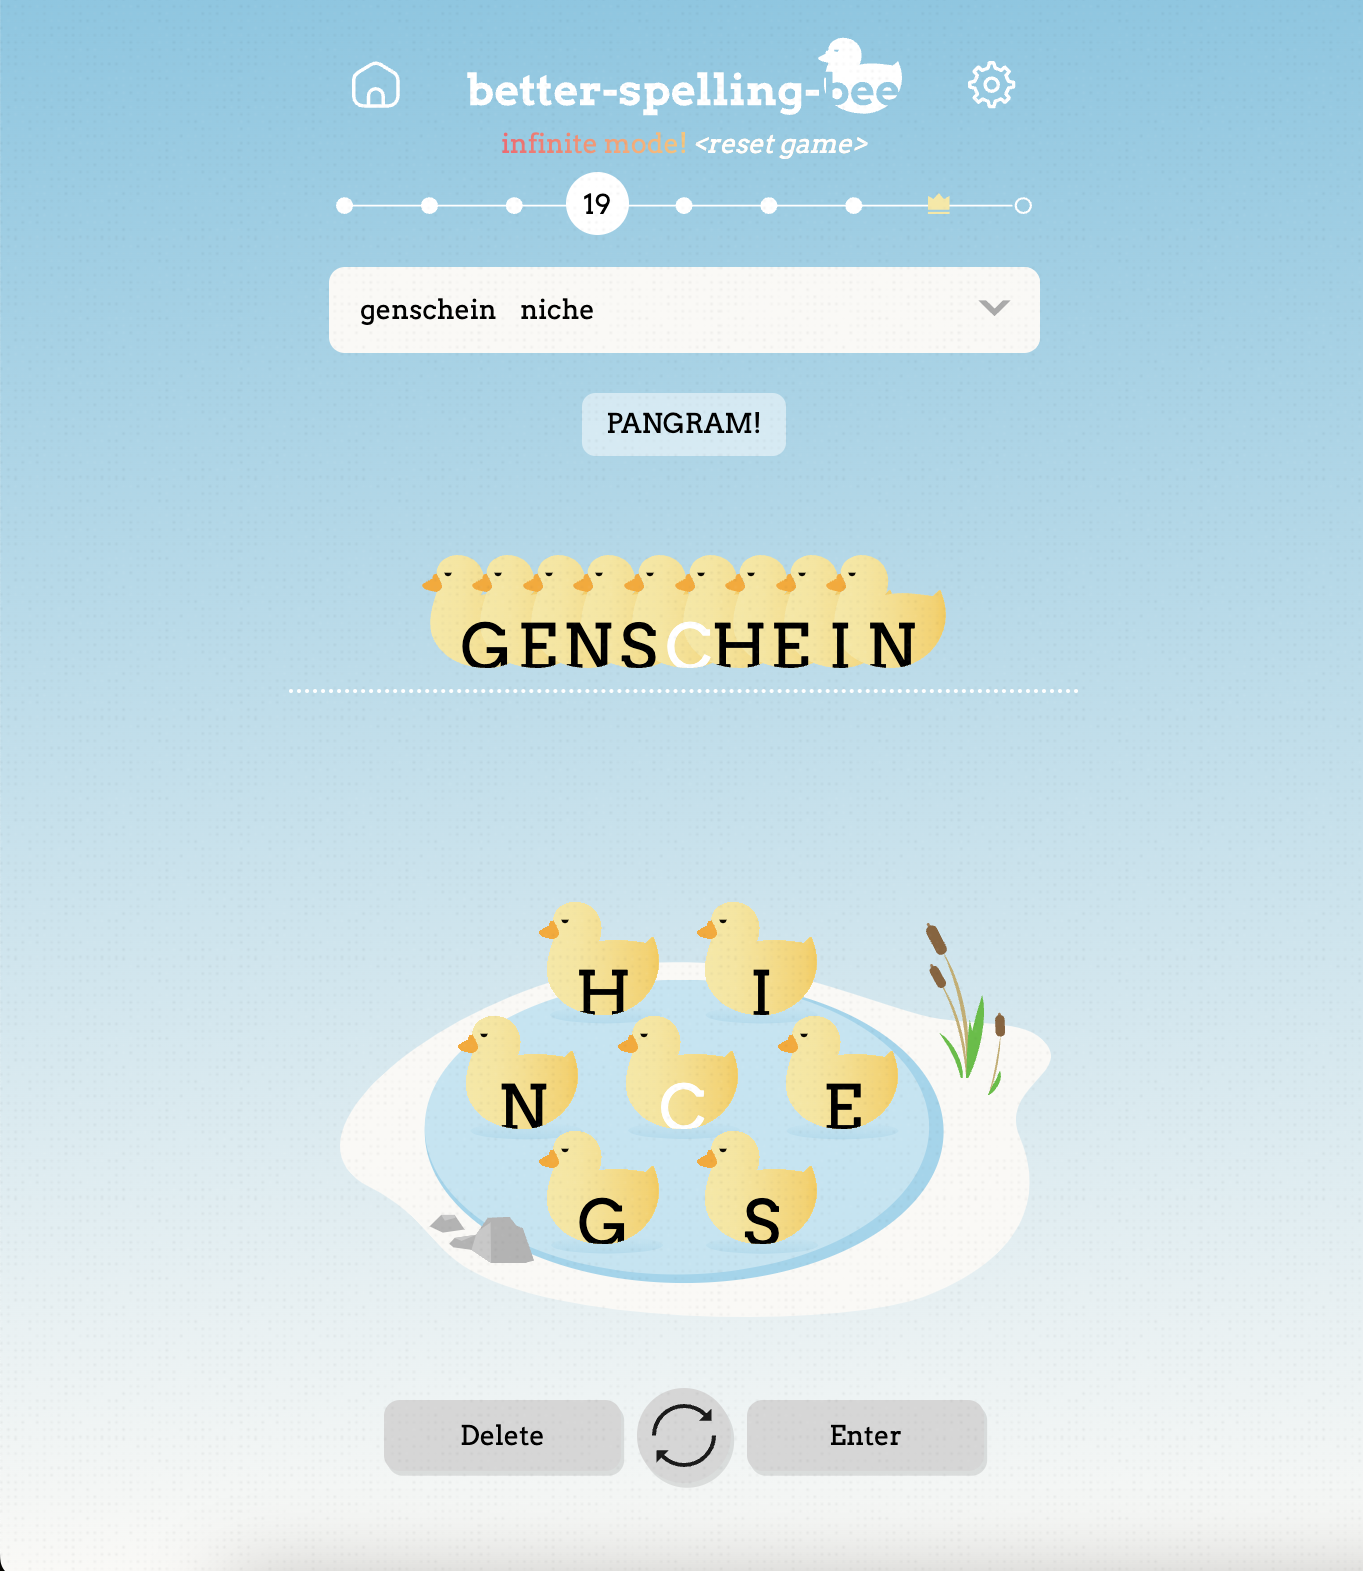 better-spelling-bee
infinite mode! <reset game>
19
genschein niche
PANGRAM!
GENSCHEIN
H I
N C E
G S
Delete Enter